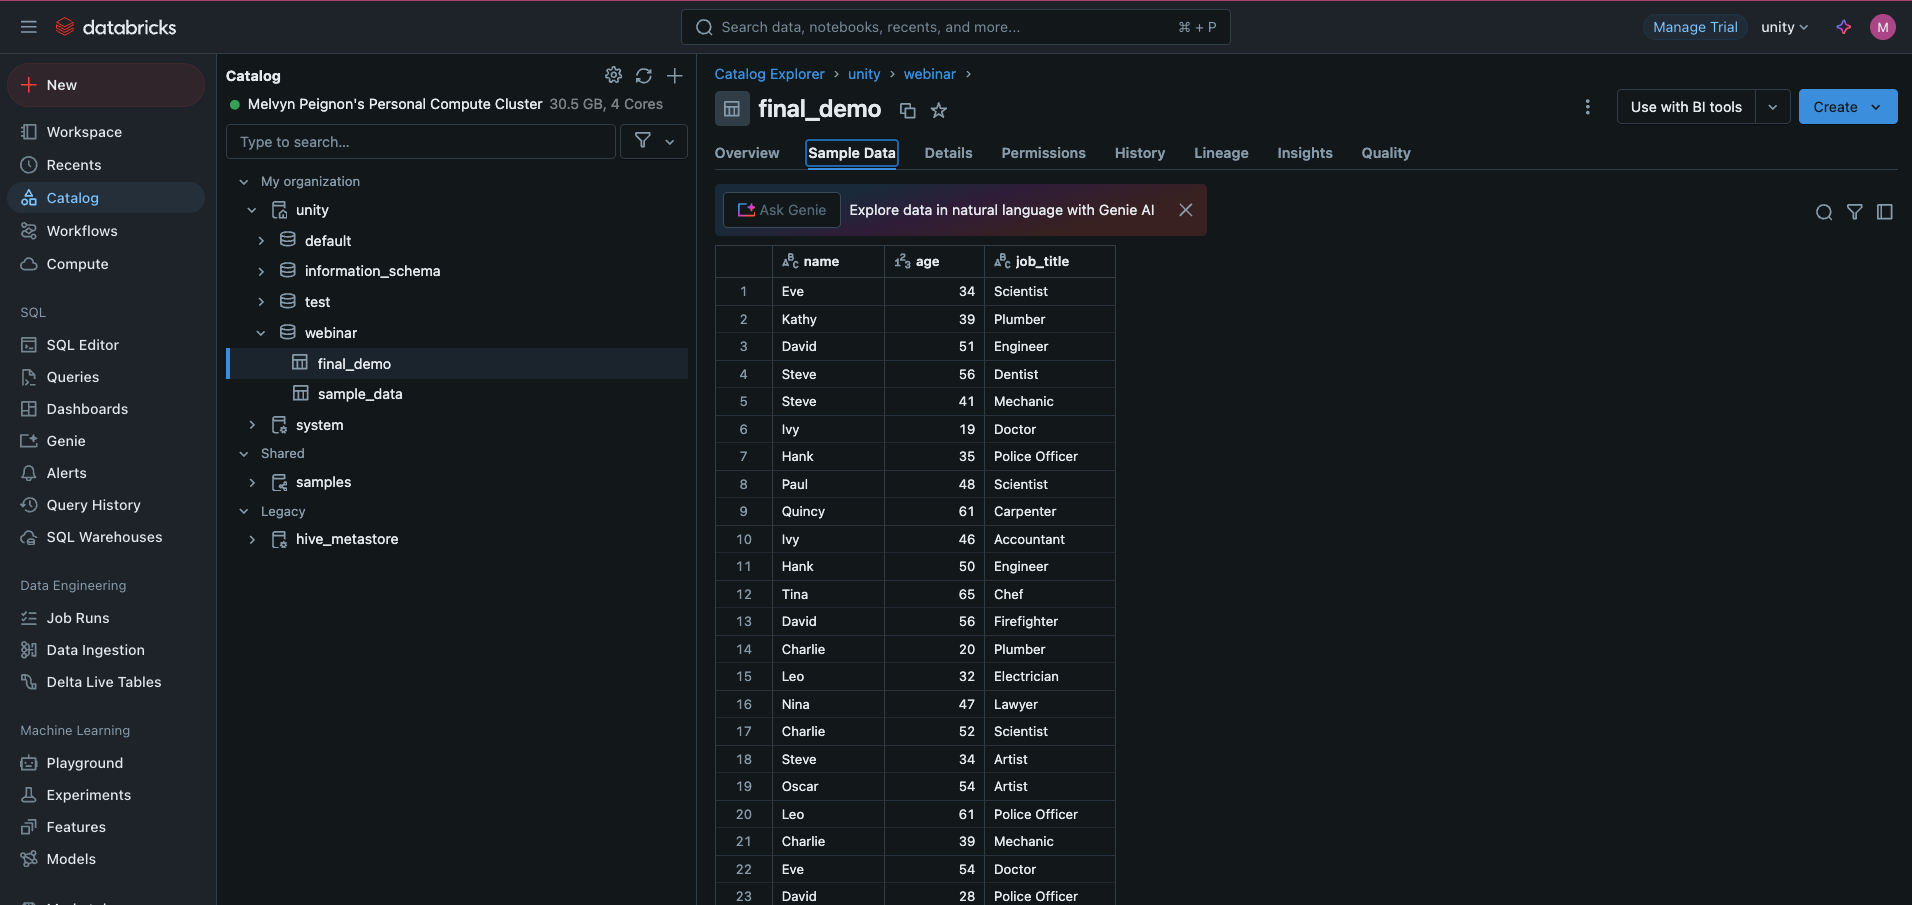 databricks
Search data, notebooks, recents, and more...
⌘ + P
Manage Trial
unity
M
New
Workspace
Recents
Catalog
Workflows
Compute
SQL
SQL Editor
Queries
Dashboards
Genie
Alerts
Query History
SQL Warehouses
Data Engineering
Job Runs
Data Ingestion
Delta Live Tables
Machine Learning
Playground
Experiments
Features
Models
Catalog
Melvyn Peignon's Personal Compute Cluster 30.5 GB, 4 Cores
Type to search...
My organization
unity
default
information_schema
test
webinar
final_demo
sample_data
system
Shared
samples
Legacy
hive_metastore
Catalog Explorer > unity > webinar >
final_demo
Use with BI tools
Create
Overview Sample Data Details Permissions History Lineage Insights Quality
Ask Genie Explore data in natural language with Genie AI
name age job_title
1 Eve 34 Scientist
2 Kathy 39 Plumber
3 David 51 Engineer
4 Steve 56 Dentist
5 Steve 41 Mechanic
6 Ivy 19 Doctor
7 Hank 35 Police Officer
8 Paul 48 Scientist
9 Quincy 61 Carpenter
10 Ivy 46 Accountant
11 Hank 50 Engineer
12 Tina 65 Chef
13 David 56 Firefighter
14 Charlie 20 Plumber
15 Leo 32 Electrician
16 Nina 47 Lawyer
17 Charlie 52 Scientist
18 Steve 34 Artist
19 Oscar 54 Artist
20 Leo 61 Police Officer
21 Charlie 39 Mechanic
22 Eve 54 Doctor
23 David 28 Police Officer